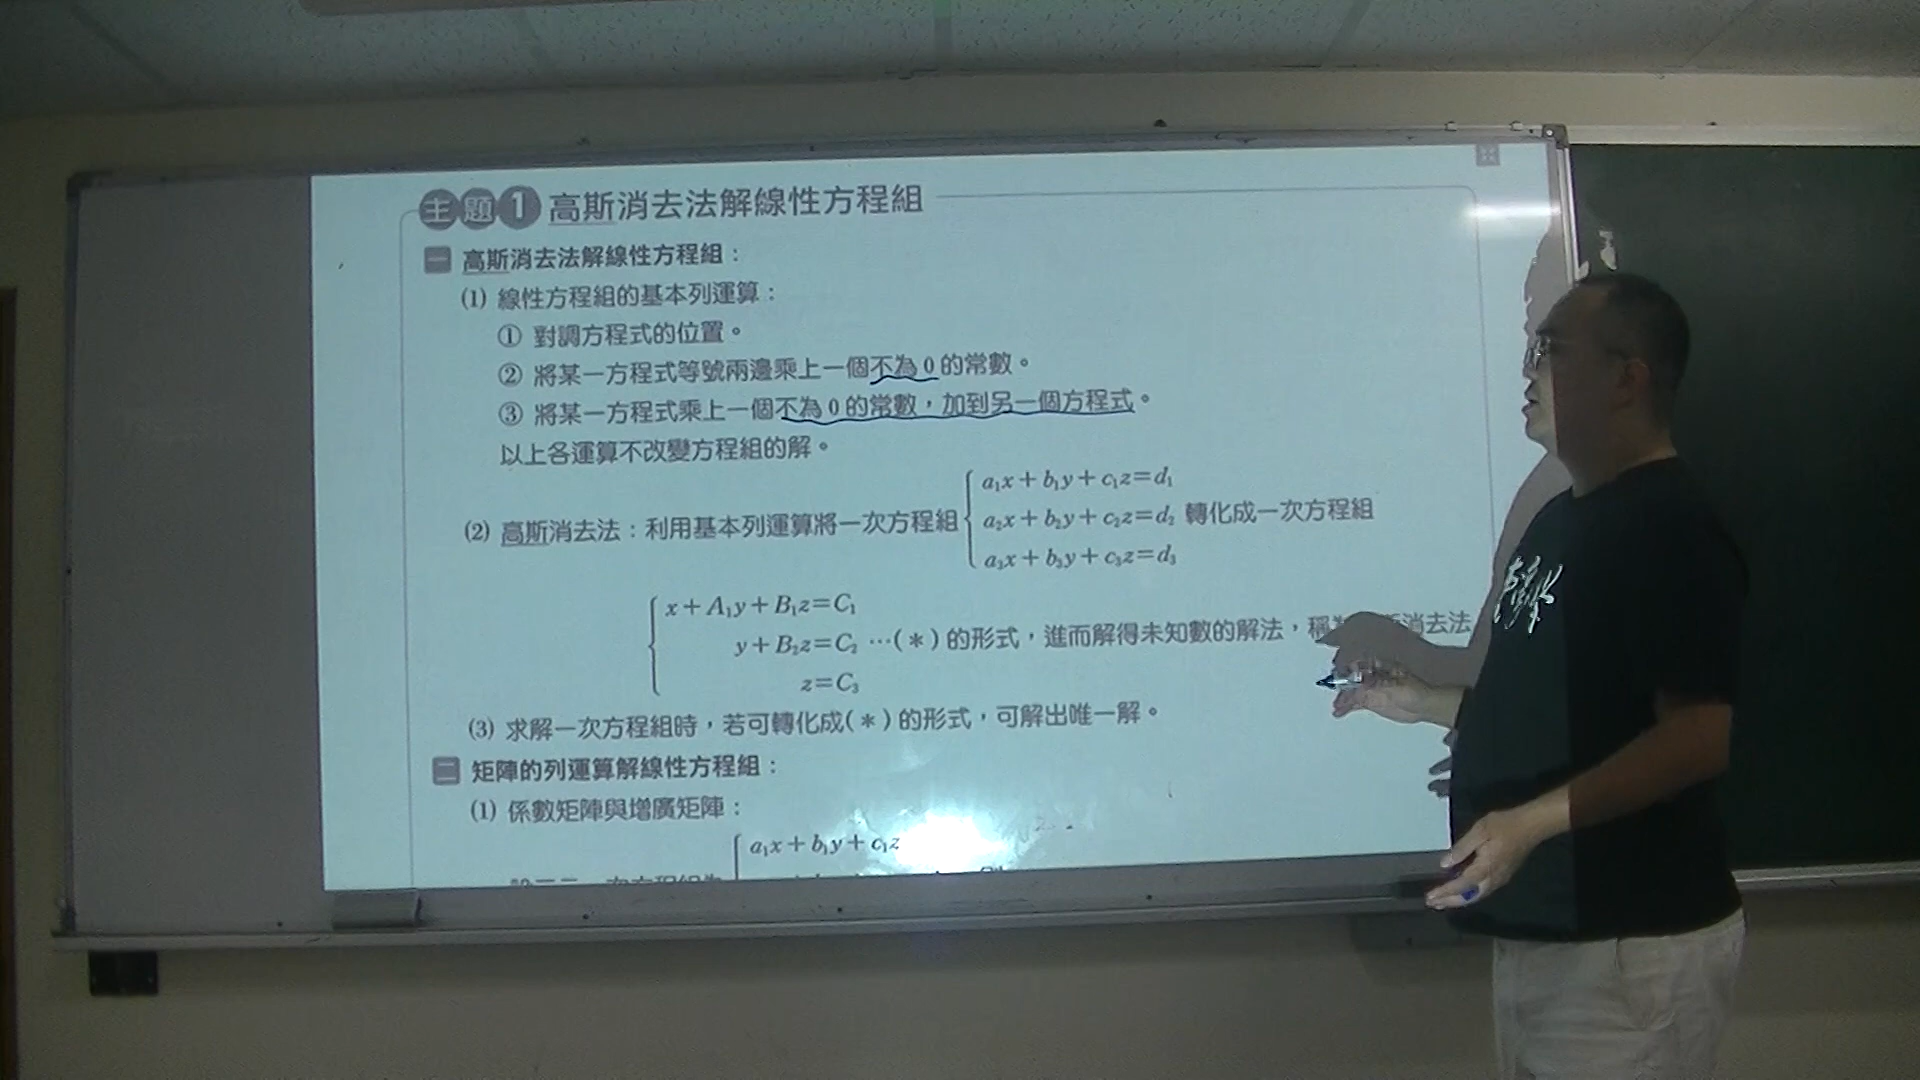 主題1 高斯消去法解線性方程組
一 高斯消去法解線性方程組：
(1) 線性方程組的基本列運算：
① 對調方程式的位置。
② 將某一方程式等號兩邊乘上一個不為0的常數。
③ 將某一方程式乘上一個不為0的常數，加到另一個方程式。
以上各運算不改變方程組的解。
a₁x+b₁y+c₁z=d₁
(2) 高斯消去法：利用基本列運算將一次方程組 a₂x+b₂y+c₂z=d₂ 轉化成一次方程組
a₃x+b₃y+c₃z=d₃
x+A₁y+B₁z=C₁
y+B₂z=C₂ …(＊)的形式，進而解得未知數的解法，稱為 消去法
z=C₃
(3) 求解一次方程組時，若可轉化成(＊)的形式，可解出唯一解。
二 矩陣的列運算解線性方程組：
(1) 係數矩陣與增廣矩陣：
a₁x+b₁y+c₁z